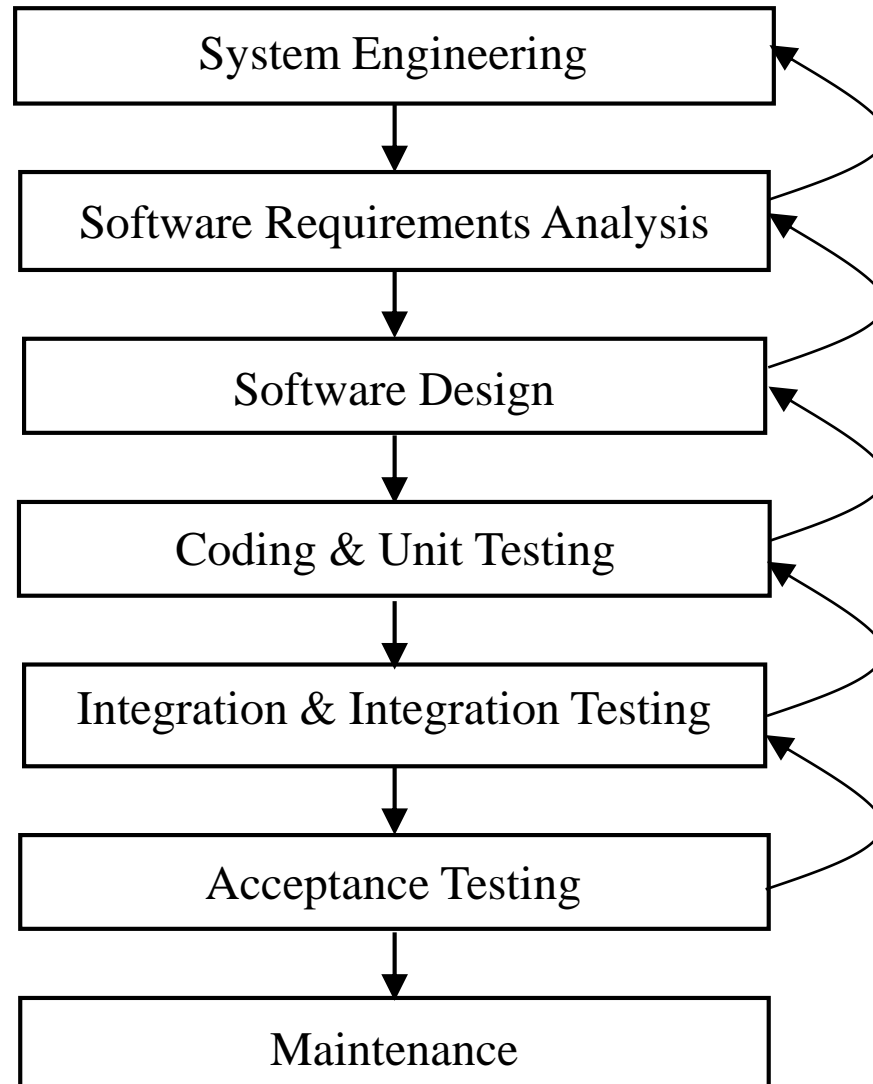 System Engineering
Software Requirements Analysis
Software Design
Coding & Unit Testing
Integration & Integration Testing
Acceptance Testing
Maintenance